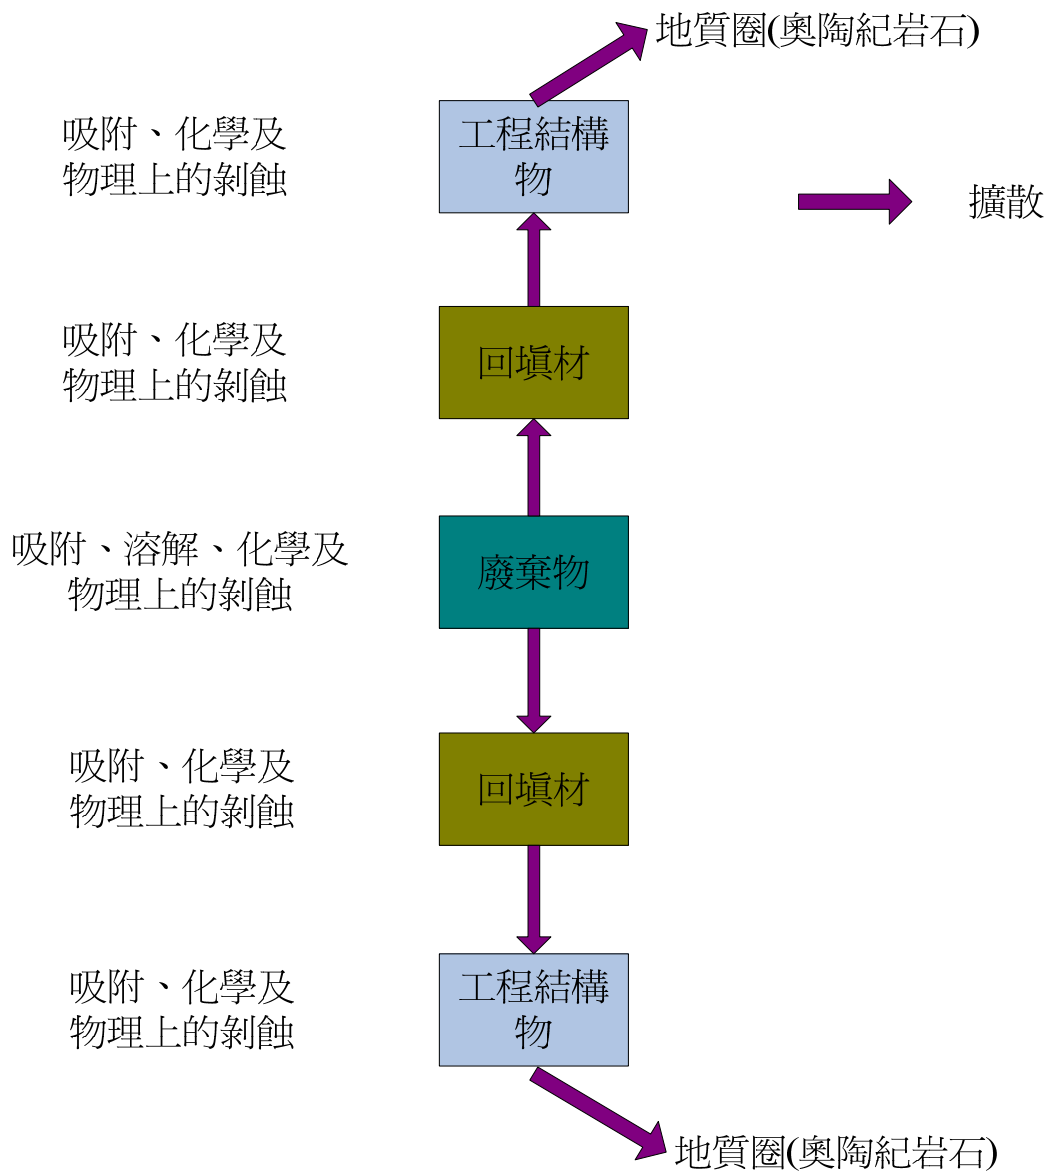 地質圈(奧陶紀岩石)
吸附、化學及
物理上的剝蝕
工程結構
物
擴散
吸附、化學及
物理上的剝蝕
回填材
吸附、溶解、化學及
物理上的剝蝕
廢棄物
吸附、化學及
物理上的剝蝕
回填材
吸附、化學及
物理上的剝蝕
工程結構
物
地質圈(奧陶紀岩石)